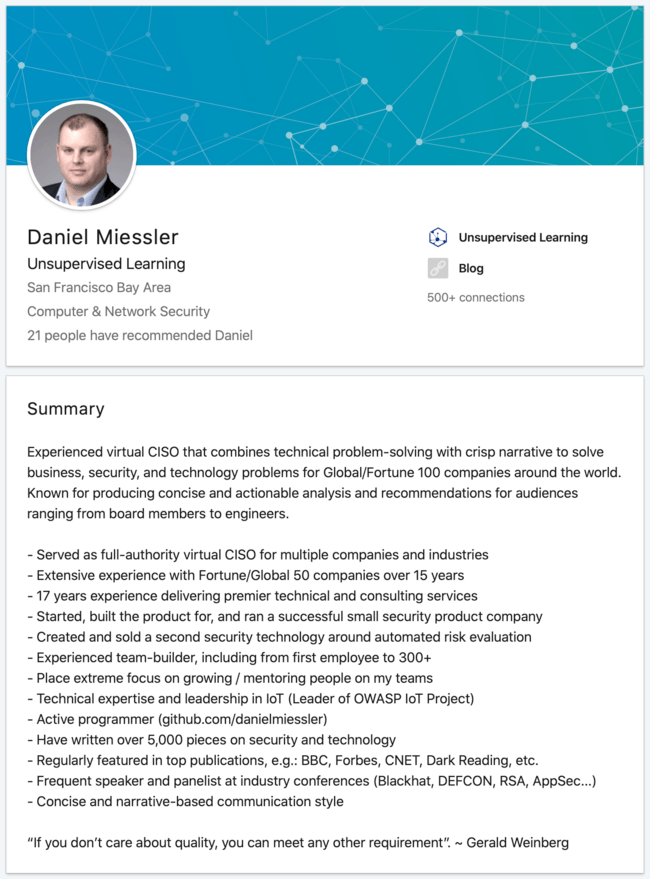 Daniel Miessler
Unsupervised Learning
San Francisco Bay Area
Computer & Network Security
21 people have recommended Daniel
Unsupervised Learning
Blog
500+ connections
Summary
Experienced virtual CISO that combines technical problem-solving with crisp narrative to solve
business, security, and technology problems for Global/Fortune 100 companies around the world.
Known for producing concise and actionable analysis and recommendations for audiences
ranging from board members to engineers.
- Served as full-authority virtual CISO for multiple companies and industries
- Extensive experience with Fortune/Global 50 companies over 15 years
- 17 years experience delivering premier technical and consulting services
- Started, built the product for, and ran a successful small security product company
- Created and sold a second security technology around automated risk evaluation
- Experienced team-builder, including from first employee to 300+
- Place extreme focus on growing / mentoring people on my teams
- Technical expertise and leadership in IoT (Leader of OWASP IoT Project)
- Active programmer (github.com/danielmiessler)
- Have written over 5,000 pieces on security and technology
- Regularly featured in top publications, e.g.: BBC, Forbes, CNET, Dark Reading, etc.
- Frequent speaker and panelist at industry conferences (Blackhat, DEFCON, RSA, AppSec...)
- Concise and narrative-based communication style
“If you don’t care about quality, you can meet any other requirement”. ~ Gerald Weinberg